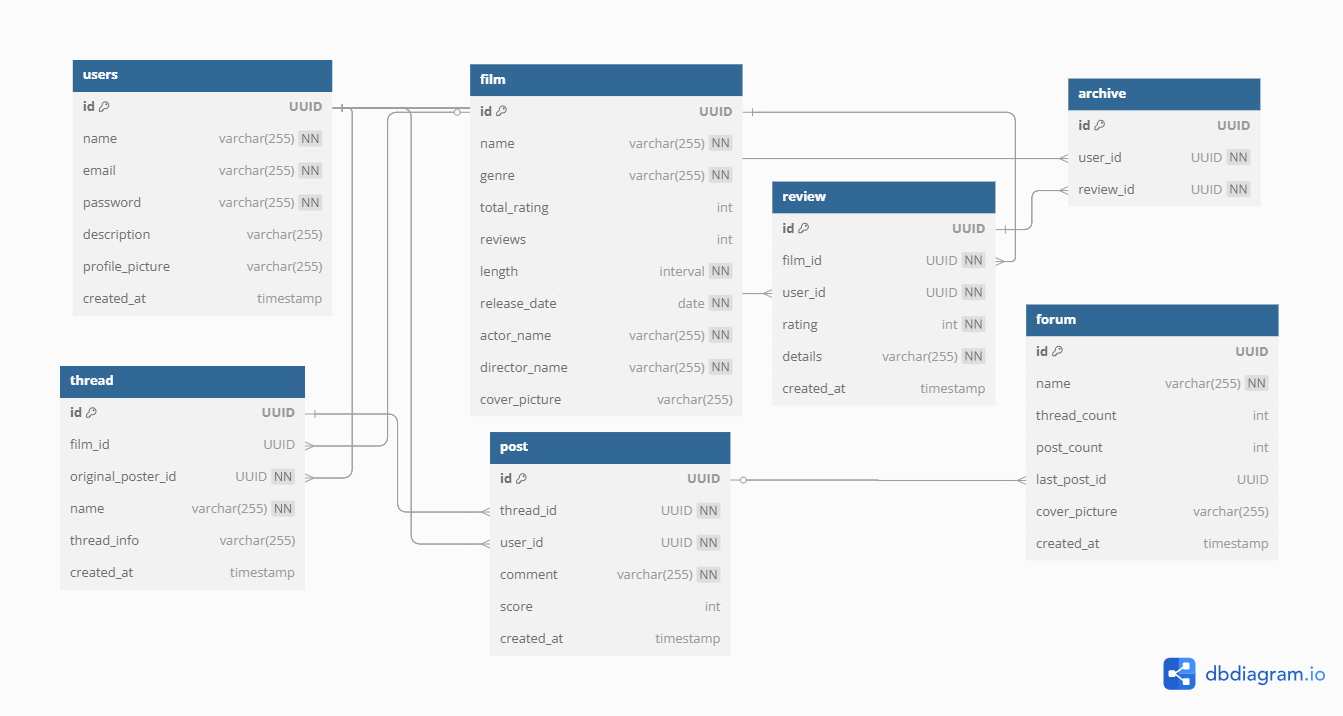 users
id UUID
name varchar(255) NN
email varchar(255) NN
password varchar(255) NN
description varchar(255)
profile_picture varchar(255)
created_at timestamp
film
id UUID
name varchar(255) NN
genre varchar(255) NN
total_rating int
reviews int
length interval NN
release_date date NN
actor_name varchar(255) NN
director_name varchar(255) NN
cover_picture varchar(255)
archive
id UUID
user_id UUID NN
review_id UUID NN
review
id UUID
film_id UUID NN
user_id UUID NN
rating int NN
details varchar(255) NN
created_at timestamp
forum
id UUID
name varchar(255) NN
thread_count int
post_count int
last_post_id UUID
cover_picture varchar(255)
created_at timestamp
thread
id UUID
film_id UUID
original_poster_id UUID NN
name varchar(255) NN
thread_info varchar(255)
created_at timestamp
post
id UUID
thread_id UUID NN
user_id UUID NN
comment varchar(255) NN
score int
created_at timestamp
dbdiagram.io